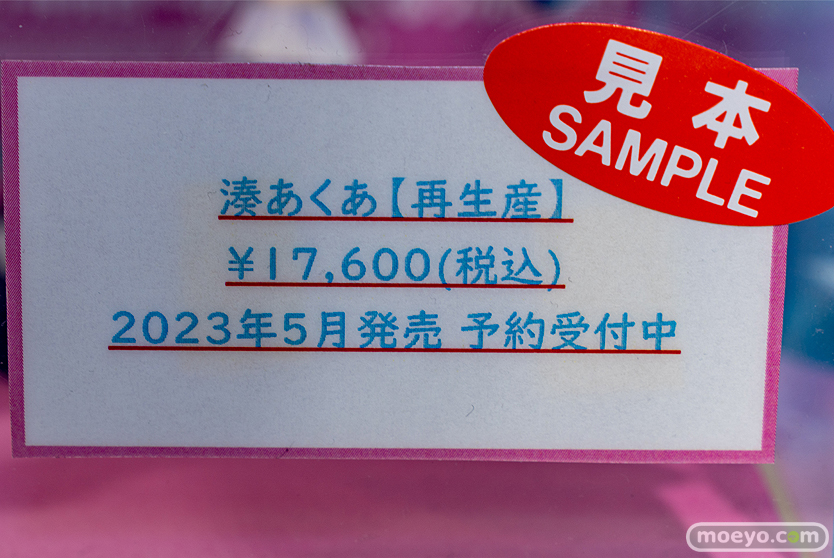 見本
SAMPLE
湊あくあ【再生産】
¥17,600(税込)
2023年5月発売 予約受付中
moeyo.com